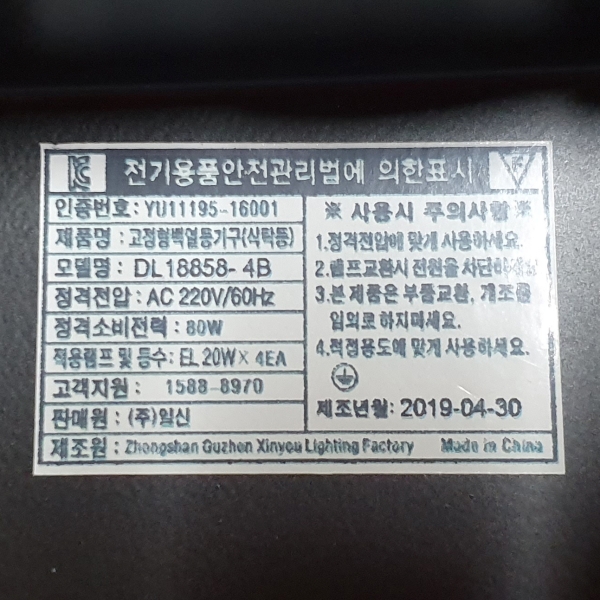 전기용품안전관리법에 의한표시
인증번호: YU11195-16001
제품명: 고정형백열등기구(식탁등)
모델명: DL18858-4B
정격전압: AC 220V/60Hz
정격소비전력: 80W
적용램프 및 등수: EL 20W× 4EA
고객지원: 1588-8970
판매원: (주)일신
제조원: Zhongshan Guzhen Xinyou Lighting Factory Made in China
※ 사용시 주의사항 ※
1.정격전압에 맞게 사용하세요.
2.램프교환시 전원을 차단하세요.
3.본 제품은 부품교환, 개조를
임의로 하지마세요.
4.적정용도에 맞게 사용하세요.
제조년월: 2019-04-30